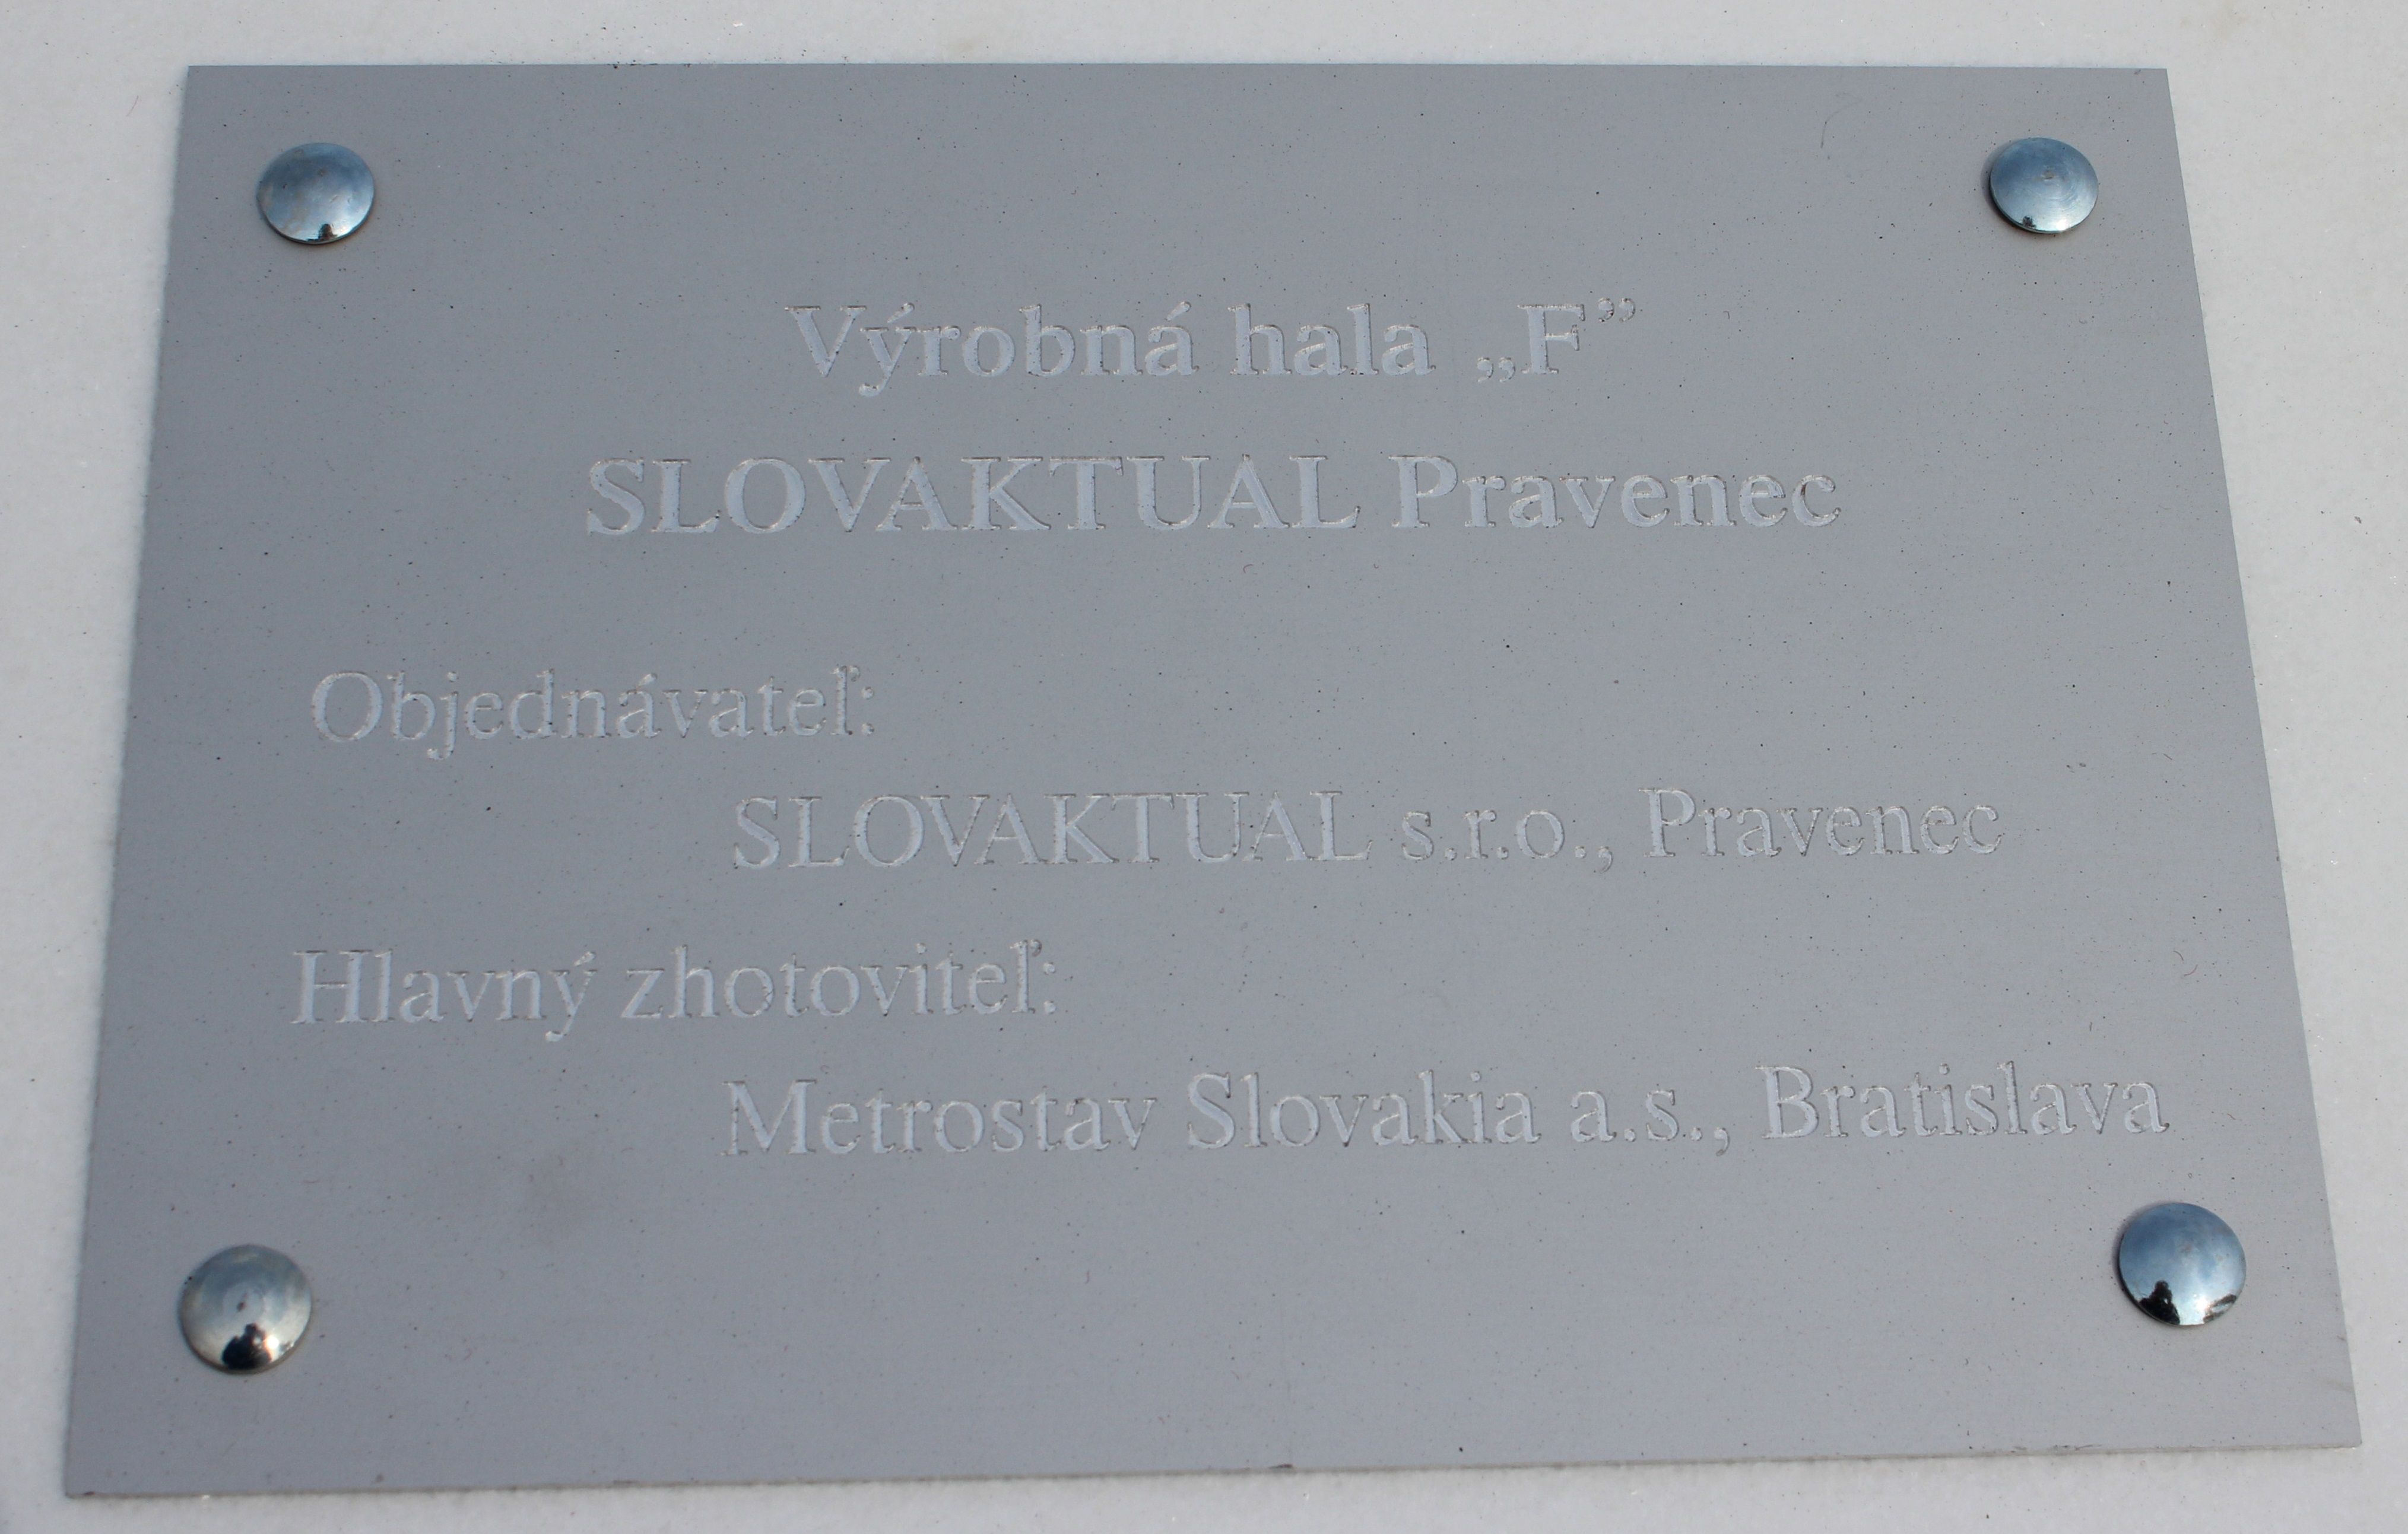 Výrobná hala „F”
SLOVAKTUAL Pravenec
Objednávateľ:
SLOVAKTUAL s.r.o., Pravenec
Hlavný zhotoviteľ:
Metrostav Slovakia a.s., Bratislava